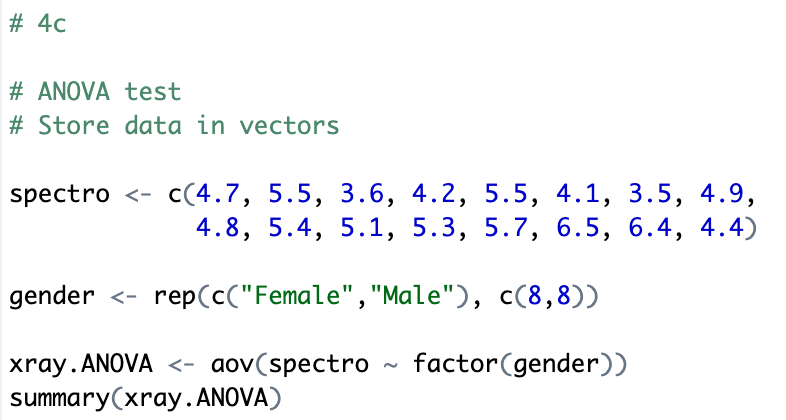 # 4c
# ANOVA test
# Store data in vectors
spectro <- c(4.7, 5.5, 3.6, 4.2, 5.5, 4.1, 3.5, 4.9,
4.8, 5.4, 5.1, 5.3, 5.7, 6.5, 6.4, 4.4)
gender <- rep(c("Female","Male"), c(8,8))
xray.ANOVA <- aov(spectro ~ factor(gender))
summary(xray.ANOVA)